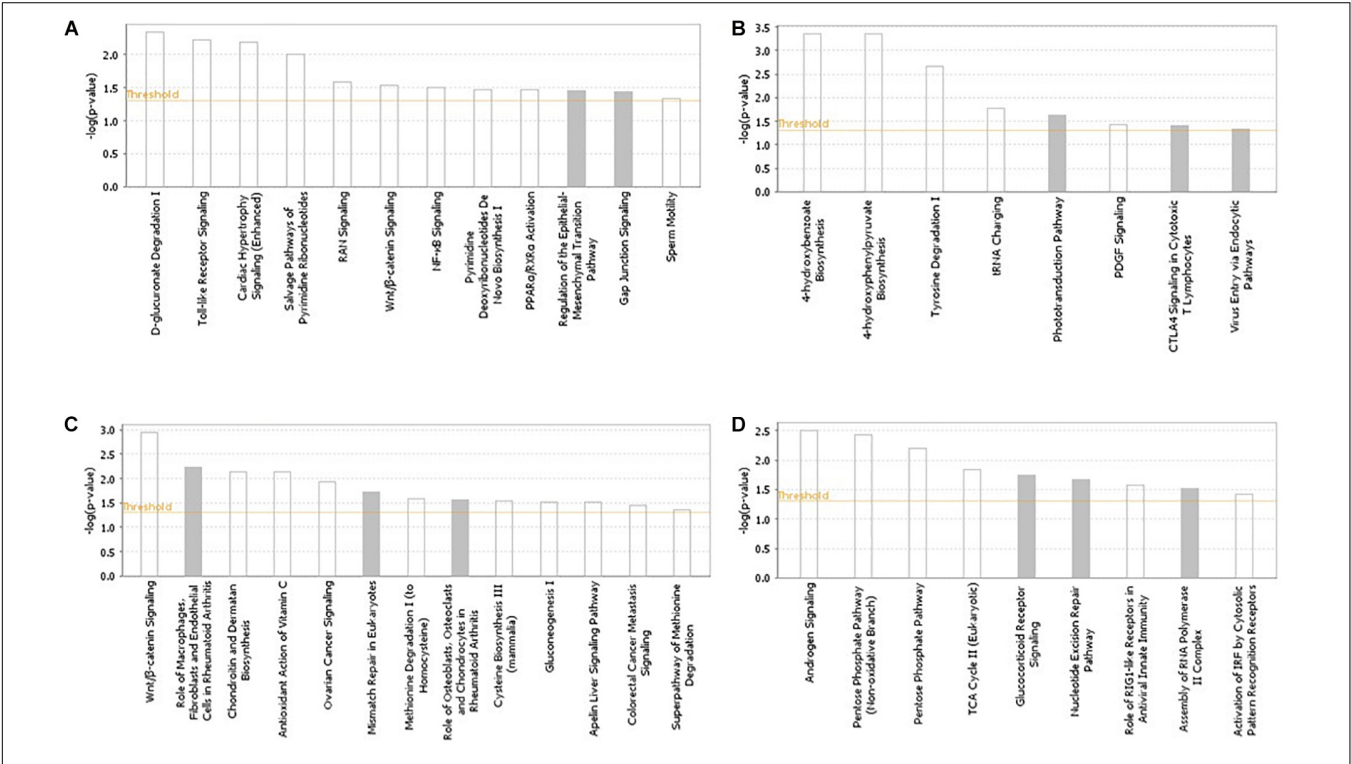 A
-log(p-value)
2.0
1.5
1.0
0.5
0.0
Threshold
D-glucuronate Degradation I
Toll-like Receptor Signaling
Cardiac Hypertrophy
Signaling (Enhanced)
Salvage Pathways of
Pyrimidine Ribonucleotides
RAN Signaling
Wnt/β-catenin Signaling
NF-κB Signaling
Pyrimidine
Deoxyribonucleotides De
Novo Biosynthesis I
PPARα/RXRα Activation
Regulation of the Epithelial-
Mesenchymal Transition
Pathway
Gap Junction Signaling
Sperm Motility
B
-log(p-value)
3.5
3.0
2.5
2.0
1.5
1.0
0.5
0.0
Threshold
4-hydroxybenzoate
Biosynthesis
4-hydroxyphenylpyruvate
Biosynthesis
Tyrosine Degradation I
tRNA Charging
Phototransduction Pathway
PDGF Signaling
CTLA4 Signaling in Cytotoxic
T Lymphocytes
Virus Entry via Endocytic
Pathways
C
-log(p-value)
3.0
2.5
2.0
1.5
1.0
0.5
0.0
Threshold
Wnt/β-catenin Signaling
Role of Macrophages,
Fibroblasts and Endothelial
Cells in Rheumatoid Arthritis
Chondroitin and Dermatan
Biosynthesis
Antioxidant Action of Vitamin C
Ovarian Cancer Signaling
Mismatch Repair in Eukaryotes
Methionine Degradation I (to
Homocysteine)
Role of Osteoblasts, Osteoclasts
and Chondrocytes in
Rheumatoid Arthritis
Cysteine Biosynthesis III
(mammalia)
Gluconeogenesis I
Apelin Liver Signaling Pathway
Colorectal Cancer Metastasis
Signaling
Superpathway of Methionine
Degradation
D
-log(p-value)
2.5
2.0
1.5
1.0
0.5
0.0
Threshold
Androgen Signaling
Pentose Phosphate Pathway
(Non-oxidative Branch)
Pentose Phosphate Pathway
TCA Cycle II (Eukaryotic)
Glucocorticoid Receptor
Signaling
Nucleotide Excision Repair
Pathway
Role of RIG1-like Receptors in
Antiviral Innate Immunity
Assembly of RNA Polymerase
II Complex
Activation of IRF by Cytosolic
Pattern Recognition Receptors